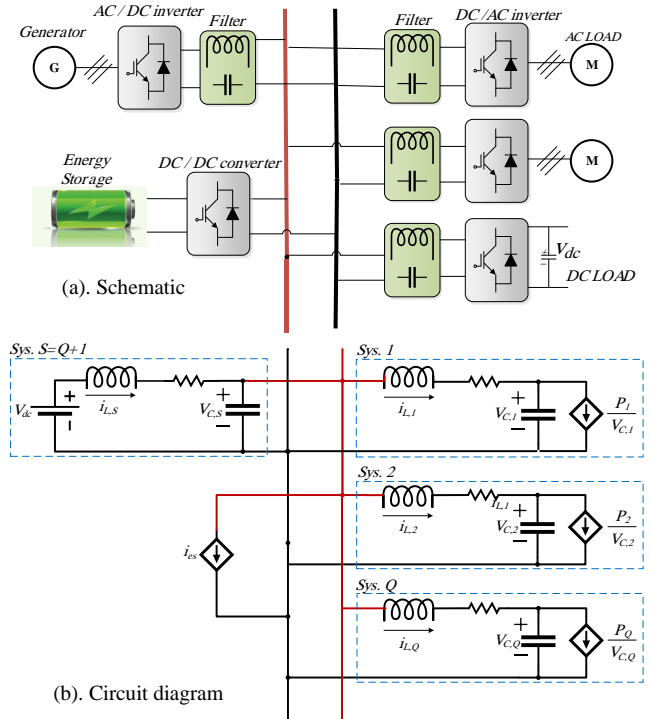 AC / DC inverter
Filter
Filter
DC / AC inverter
Generator
AC LOAD
G
M
Energy
Storage
DC / DC converter
M
+
−
V_dc
DC LOAD
(a). Schematic
Sys. S=Q+1
Sys. 1
V_dc
+
−
i_L,S
V_C,S
+
−
i_L,1
V_C,1
+
−
P_1
V_C,1
Sys. 2
i_es
i_L,2
i_L,1
V_C,2
+
−
P_2
V_C,2
Sys. Q
i_L,Q
V_C,Q
+
−
P_Q
V_C,Q
(b). Circuit diagram